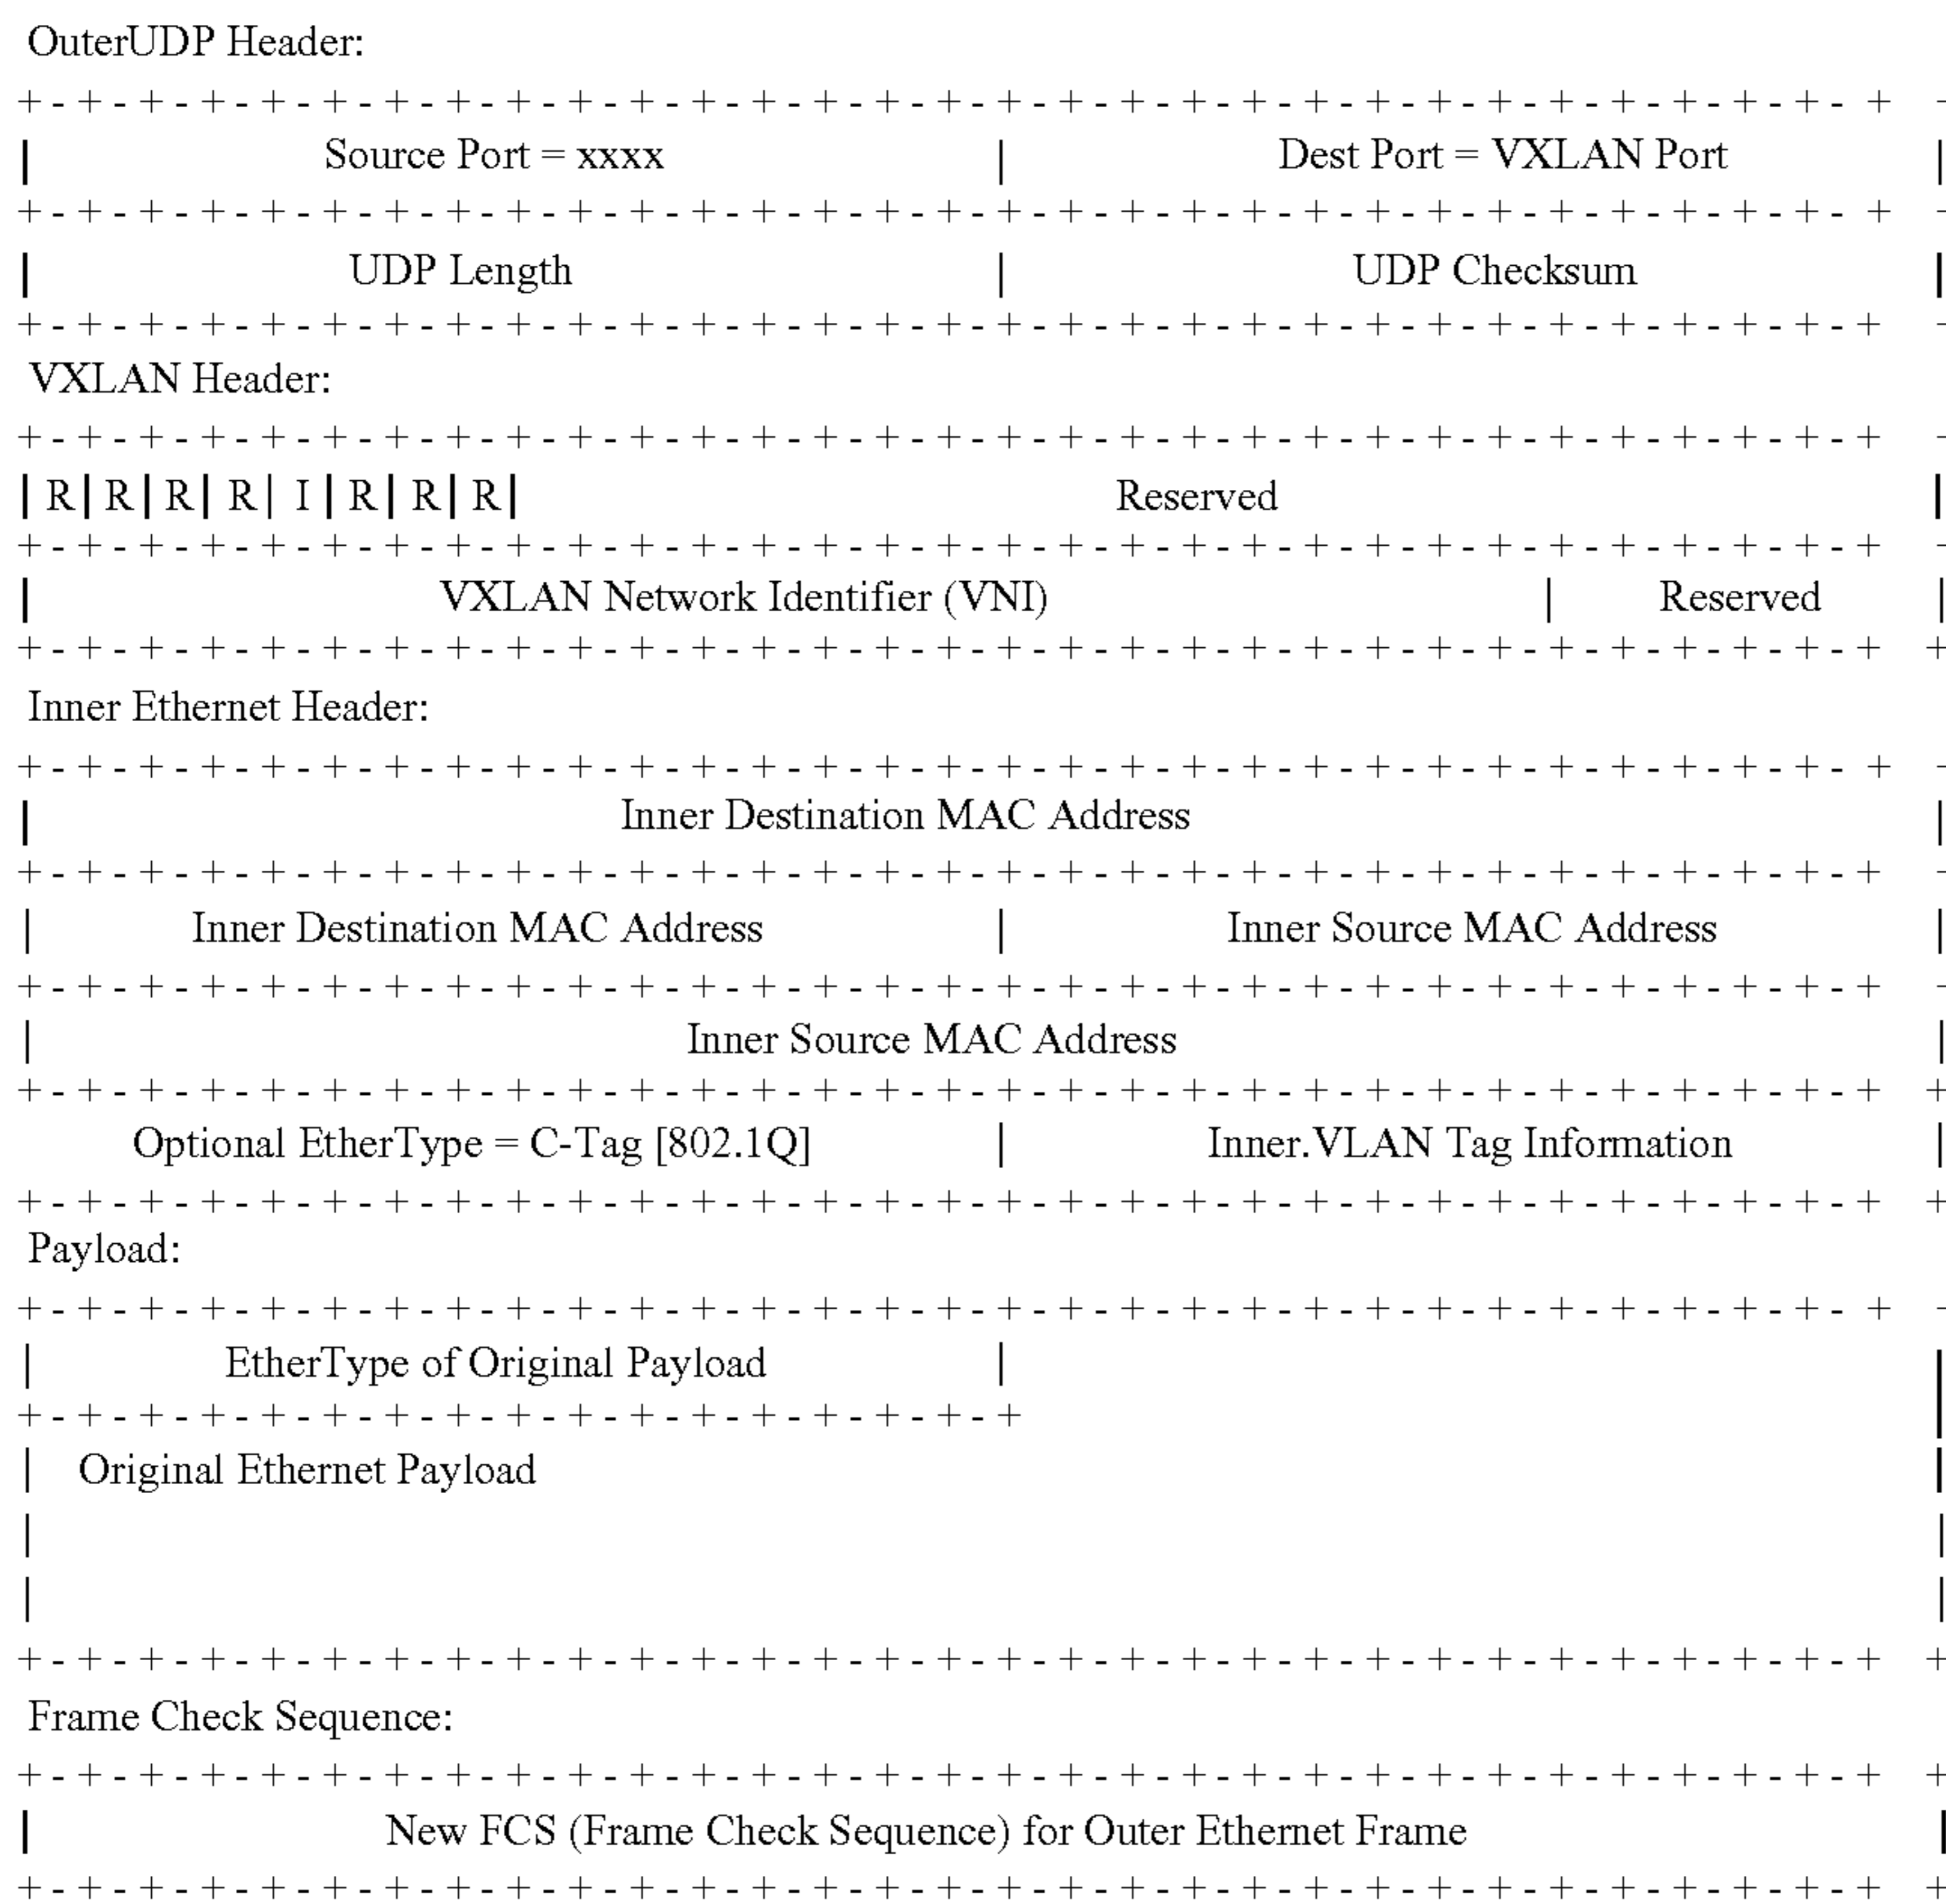 OuterUDP Header:
+-+-+-+-+-+-+-+-+-+-+-+-+-+-+-+-+-+-+-+-+-+-+-+-+-+-+-+-+-+-+- + -
| Source Port = xxxx | Dest Port = VXLAN Port |
+-+-+-+-+-+-+-+-+-+-+-+-+-+-+-+-+-+-+-+-+-+-+-+-+-+-+-+-+-+-+- + -
| UDP Length | UDP Checksum |
+-+-+-+-+-+-+-+-+-+-+-+-+-+-+-+-+-+-+-+-+-+-+-+-+-+-+-+-+-+-+-+ -
VXLAN Header:
+-+-+-+-+-+-+-+-+-+-+-+-+-+-+-+-+-+-+-+-+-+-+-+-+-+-+-+-+-+-+-+ -
| R| R| R| R| I | R| R| R| Reserved |
+-+-+-+-+-+-+-+-+-+-+-+-+-+-+-+-+-+-+-+-+-+-+-+-+-+-+-+-+-+-+-+ -
| VXLAN Network Identifier (VNI) | Reserved |
+-+-+-+-+-+-+-+-+-+-+-+-+-+-+-+-+-+-+-+-+-+-+-+-+-+-+-+-+-+-+-+ +
Inner Ethernet Header:
+-+-+-+-+-+-+-+-+-+-+-+-+-+-+-+-+-+-+-+-+-+-+-+-+-+-+-+-+-+-+- + -
| Inner Destination MAC Address |
+-+-+-+-+-+-+-+-+-+-+-+-+-+-+-+-+-+-+-+-+-+-+-+-+-+-+-+-+-+-+-+ -
| Inner Destination MAC Address | Inner Source MAC Address |
+-+-+-+-+-+-+-+-+-+-+-+-+-+-+-+-+-+-+-+-+-+-+-+-+-+-+-+-+-+-+-+ -
| Inner Source MAC Address |
+-+-+-+-+-+-+-+-+-+-+-+-+-+-+-+-+-+-+-+-+-+-+-+-+-+-+-+-+-+-+-+ +
Optional EtherType = C-Tag [802.1Q] | Inner.VLAN Tag Information |
+-+-+-+-+-+-+-+-+-+-+-+-+-+-+-+-+-+-+-+-+-+-+-+-+-+-+-+-+-+-+-+ +
Payload:
+-+-+-+-+-+-+-+-+-+-+-+-+-+-+-+-+-+-+-+-+-+-+-+-+-+-+-+-+-+-+- + -
| EtherType of Original Payload | |
+-+-+-+-+-+-+-+-+-+-+-+-+-+-+-+-+
| Original Ethernet Payload |
| |
| |
+-+-+-+-+-+-+-+-+-+-+-+-+-+-+-+-+-+-+-+-+-+-+-+-+-+-+-+-+-+-+-+ +
Frame Check Sequence:
+-+-+-+-+-+-+-+-+-+-+-+-+-+-+-+-+-+-+-+-+-+-+-+-+-+-+-+-+-+-+-+ +
| New FCS (Frame Check Sequence) for Outer Ethernet Frame |
+-+-+-+-+-+-+-+-+-+-+-+-+-+-+-+-+-+-+-+-+-+-+-+-+-+-+-+-+-+-+-+ +